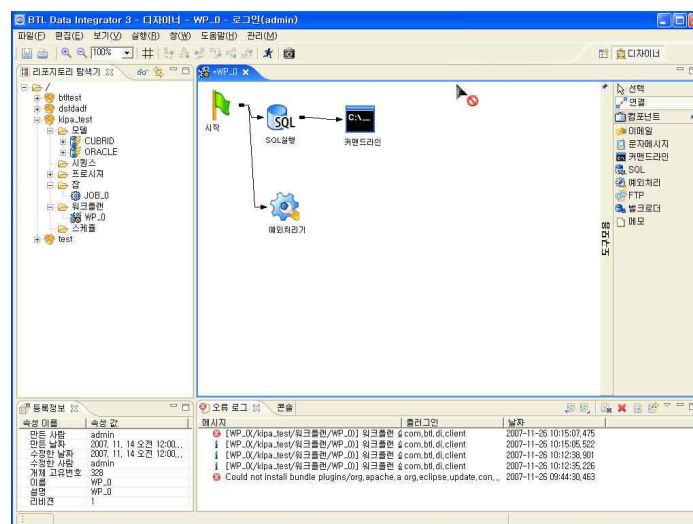 BTL Data Integrator 3 - 디자이너 - WP_0 - 로그인(admin)
파일(F) 편집(E) 보기(V) 실행(R) 창(W) 도움말(H) 관리(M)
100% 디자이너
리포지토리 탐색기
*WP_0
/
btltest
dsfdadf
kipa_test
모델
CUBRID
ORACLE
시퀀스
프로시져
잡
JOB_0
워크플랜
WP_0
스케쥴
test
시작
SQL
SQL실행
C:\_
커맨드라인
예외처리기
도구모음
선택
연결
컴포넌트
이메일
문자메시지
커맨드라인
SQL
예외처리
FTP
벌크로더
메모
등록정보
속성 이름 속성 값
만든 사람 admin
만든 날짜 2007, 11, 14 오전 12:00,...
수정한 날짜 2007, 11, 14 오전 12:00,...
수정한 사람 admin
개체 고유번호 328
이름 WP_0
설명 WP_0
리비젼 1
오류 로그 콘솔
메시지 플러그인 날짜
[WP_0(/kipa_test/워크플랜/WP_0)] 워크플랜 com,btl,di,client 2007-11-26 10:15:07,475
[WP_0(/kipa_test/워크플랜/WP_0)] 워크플랜 com,btl,di,client 2007-11-26 10:15:05,522
[WP_0(/kipa_test/워크플랜/WP_0)] 워크플랜 com,btl,di,client 2007-11-26 10:12:38,901
[WP_0(/kipa_test/워크플랜/WP_0)] 워크플랜 com,btl,di,client 2007-11-26 10:12:35,226
Could not install bundle plugins/org,apache,a org,eclipse,update,con,... 2007-11-26 09:44:30,463